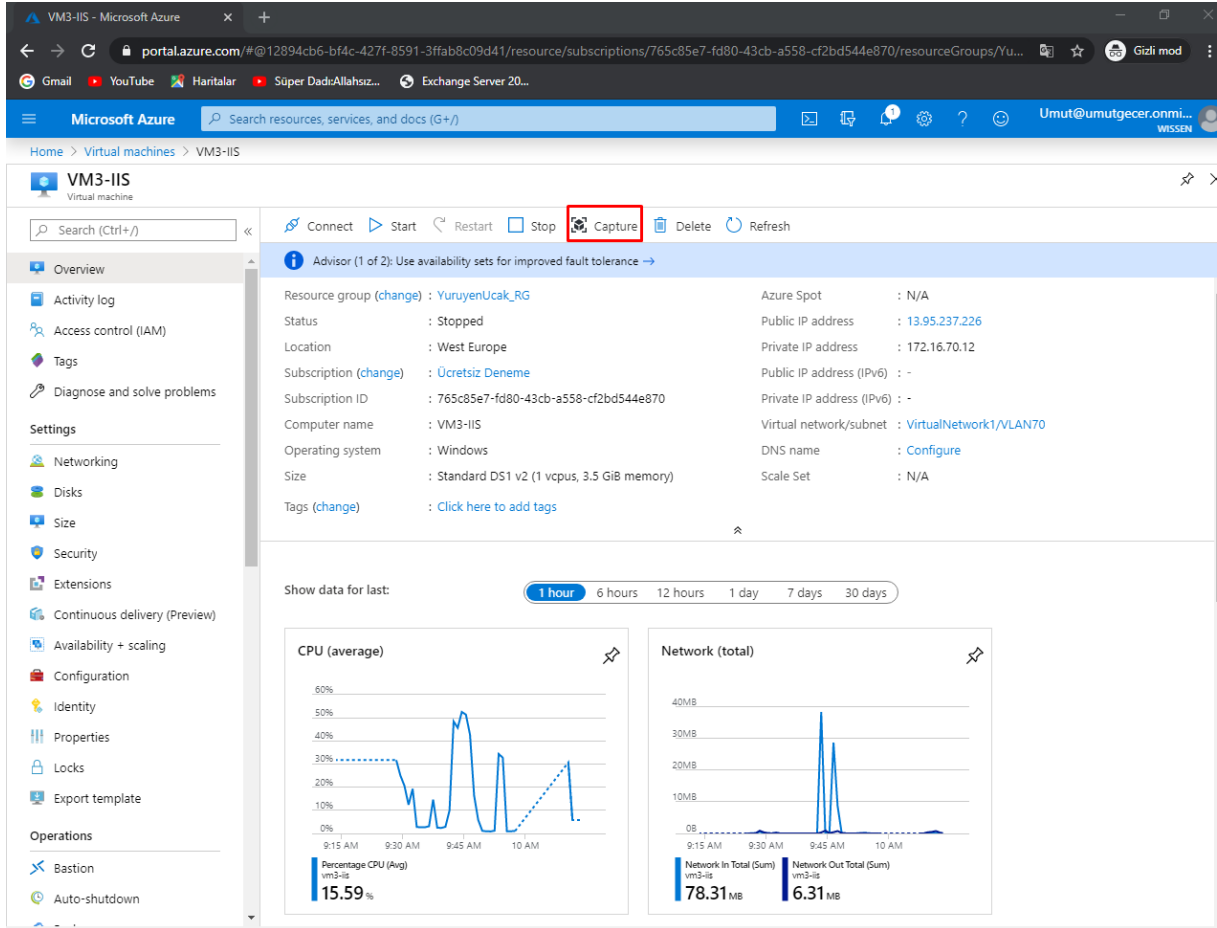 VM3-IIS - Microsoft Azure
portal.azure.com/#@12894cb6-bf4c-427f-8591-3ffab8c09d41/resource/subscriptions/765c85e7-fd80-43cb-a558-cf2bd544e870/resourceGroups/Yu...
Gizli mod
Gmail YouTube Haritalar Süper Dadı:Allahsız... Exchange Server 20...
Microsoft Azure
Search resources, services, and docs (G+/)
1
Umut@umutgecer.onmi...
WISSEN
Home > Virtual machines > VM3-IIS
VM3-IIS
Virtual machine
Search (Ctrl+/)
Overview
Activity log
Access control (IAM)
Tags
Diagnose and solve problems
Settings
Networking
Disks
Size
Security
Extensions
Continuous delivery (Preview)
Availability + scaling
Configuration
Identity
Properties
Locks
Export template
Operations
Bastion
Auto-shutdown
Connect Start Restart Stop Capture Delete Refresh
Advisor (1 of 2): Use availability sets for improved fault tolerance →
Resource group (change) : YuruyenUcak_RG
Status : Stopped
Location : West Europe
Subscription (change) : Ücretsiz Deneme
Subscription ID : 765c85e7-fd80-43cb-a558-cf2bd544e870
Computer name : VM3-IIS
Operating system : Windows
Size : Standard DS1 v2 (1 vcpus, 3.5 GiB memory)
Tags (change) : Click here to add tags
Azure Spot : N/A
Public IP address : 13.95.237.226
Private IP address : 172.16.70.12
Public IP address (IPv6) : -
Private IP address (IPv6) : -
Virtual network/subnet : VirtualNetwork1/VLAN70
DNS name : Configure
Scale Set : N/A
Show data for last:
1 hour 6 hours 12 hours 1 day 7 days 30 days
CPU (average)
60%
50%
40%
30%
20%
10%
0%
9:15 AM 9:30 AM 9:45 AM 10 AM
Percentage CPU (Avg)
vm3-iis
15.59 %
Network (total)
40MB
30MB
20MB
10MB
0B
9:15 AM 9:30 AM 9:45 AM 10 AM
Network In Total (Sum)
vm3-iis
78.31 MB
Network Out Total (Sum)
vm3-iis
6.31 MB